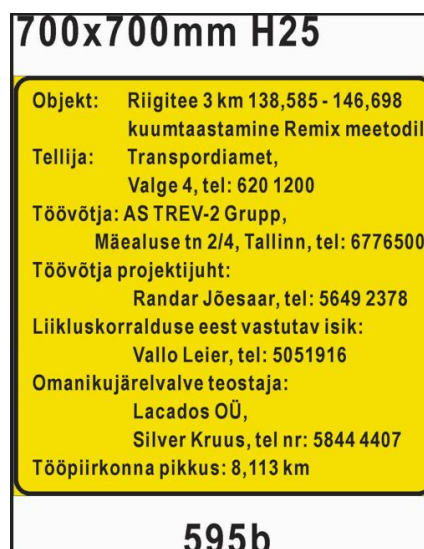 700x700mm H25
Objekt: Riigitee 3 km 138,585 - 146,698
kuumtaastamine Remix meetodil
Tellija: Transpordiamet,
Valge 4, tel: 620 1200
Töövõtja: AS TREV-2 Grupp,
Mäealuse tn 2/4, Tallinn, tel: 6776500
Töövõtja projektijuht:
Randar Jõesaar, tel: 5649 2378
Liikluskorralduse eest vastutav isik:
Vallo Leier, tel: 5051916
Omanikujärelvalve teostaja:
Lacados OÜ,
Silver Kruus, tel nr: 5844 4407
Tööpiirkonna pikkus: 8,113 km
595b